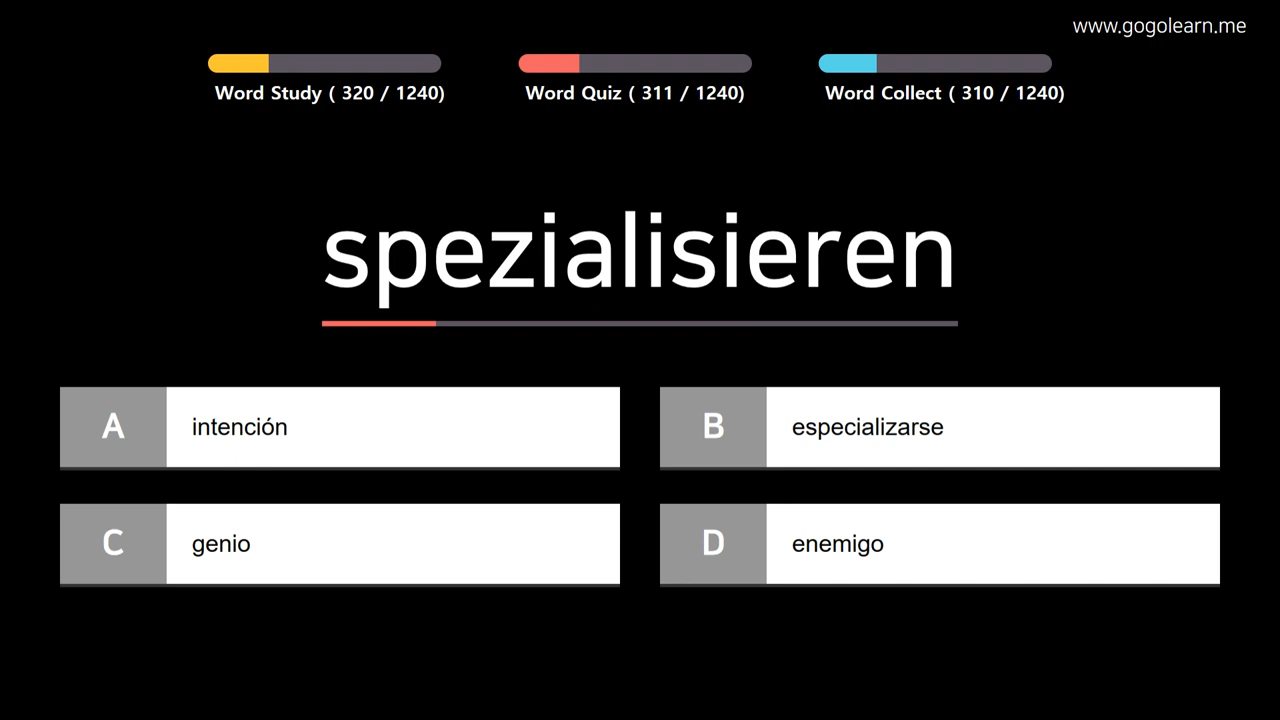 www.gogolearn.me
Word Study ( 320 / 1240)
Word Quiz ( 311 / 1240)
Word Collect ( 310 / 1240)
spezialisieren
A intención
B especializarse
C genio
D enemigo